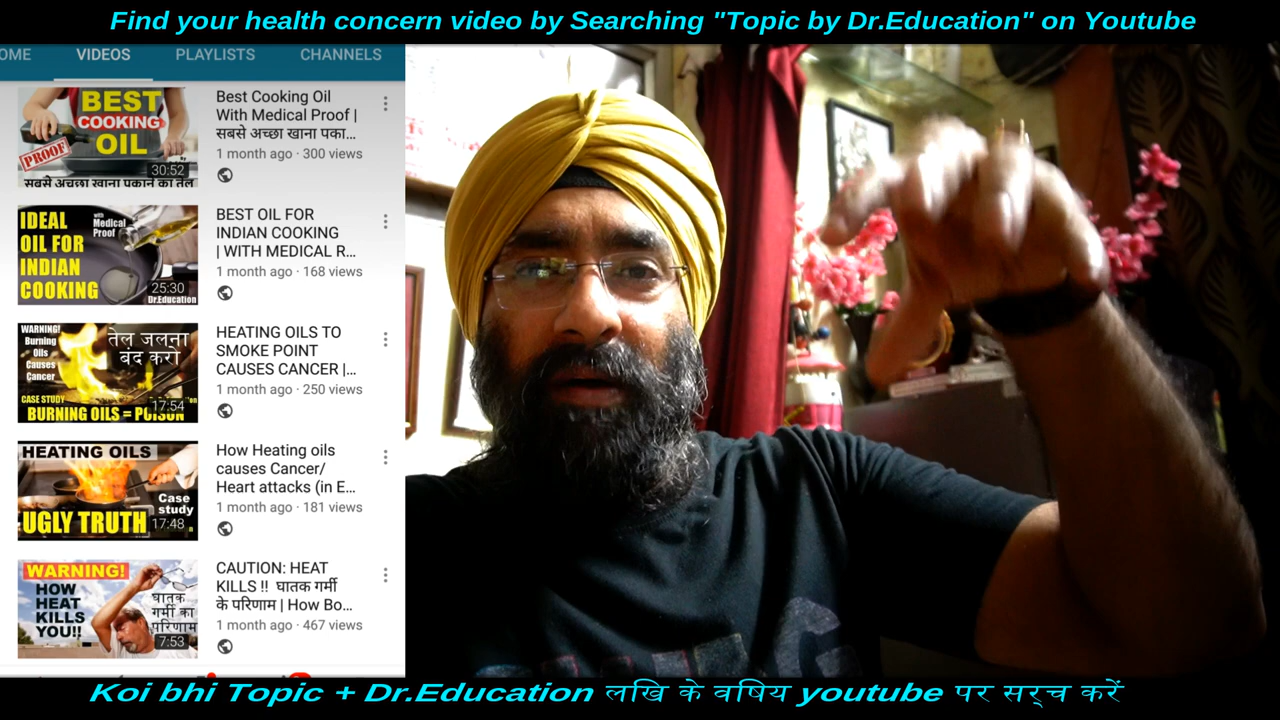 Find your health concern video by Searching "Topic by Dr.Education" on Youtube
OME VIDEOS PLAYLISTS CHANNELS
BEST
COOKING
OIL
PROOF
30:52
सबसे अच्छा खाना पकाने का तेल
Best Cooking Oil
With Medical Proof |
सबसे अच्छा खाना पका...
1 month ago · 300 views
IDEAL
OIL FOR
INDIAN
COOKING
with
Medical
Proof
25:30
Dr.Education
BEST OIL FOR
INDIAN COOKING
| WITH MEDICAL R...
1 month ago · 168 views
WARNING!
Burning
Oils
Causes
Cancer
तेल जलना
बंद करो
CASE STUDY
17:54
BURNING OILS = POISON
HEATING OILS TO
SMOKE POINT
CAUSES CANCER |...
1 month ago · 250 views
HEATING OILS
Case
study
UGLY TRUTH
17:48
How Heating oils
causes Cancer/
Heart attacks (in E...
1 month ago · 181 views
WARNING!
HOW
HEAT
KILLS
YOU!!
घातक
गर्मी का
परिणाम
7:53
CAUTION: HEAT
KILLS !! घातक गर्मी
के परिणाम | How Bo...
1 month ago · 467 views
Koi bhi Topic + Dr.Education लखि के वषिय youtube पर सर्च करें